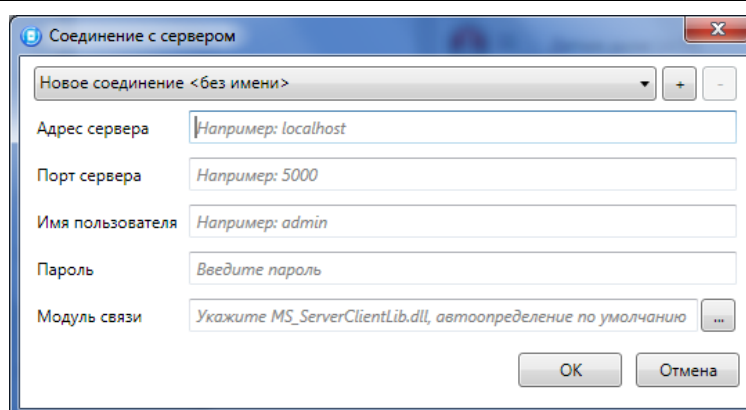 Соединение с сервером
Новое соединение <без имени>
+
-
Адрес сервера
Например: localhost
Порт сервера
Например: 5000
Имя пользователя
Например: admin
Пароль
Введите пароль
Модуль связи
Укажите MS_ServerClientLib.dll, автоопределение по умолчанию
...
OK
Отмена